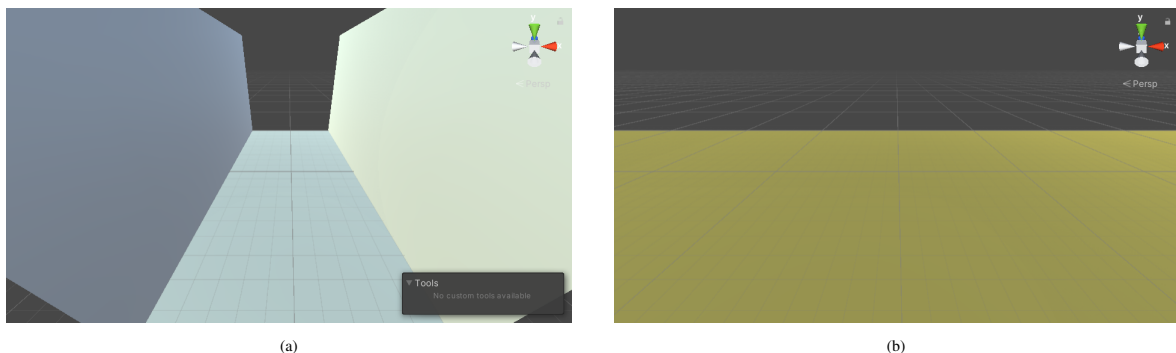 y
x
< Persp
Tools
No custom tools available
(a)
y
x
< Persp
(b)